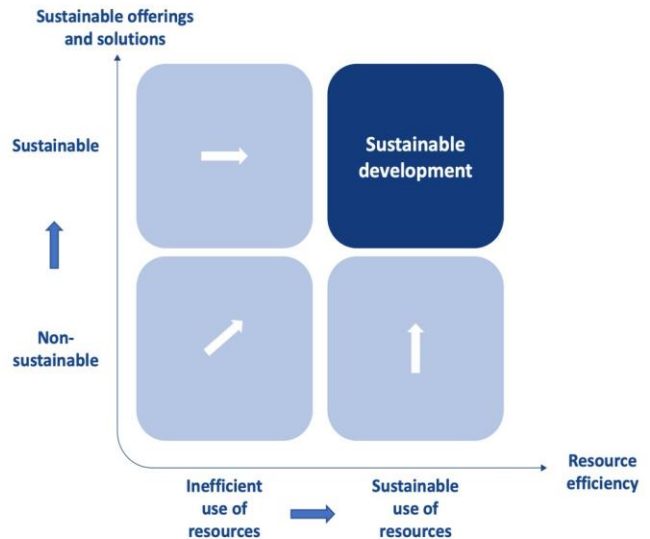 Sustainable offerings
and solutions
Sustainable
Sustainable
development
Non-
sustainable
Resource
efficiency
Inefficient
use of
resources
Sustainable
use of
resources